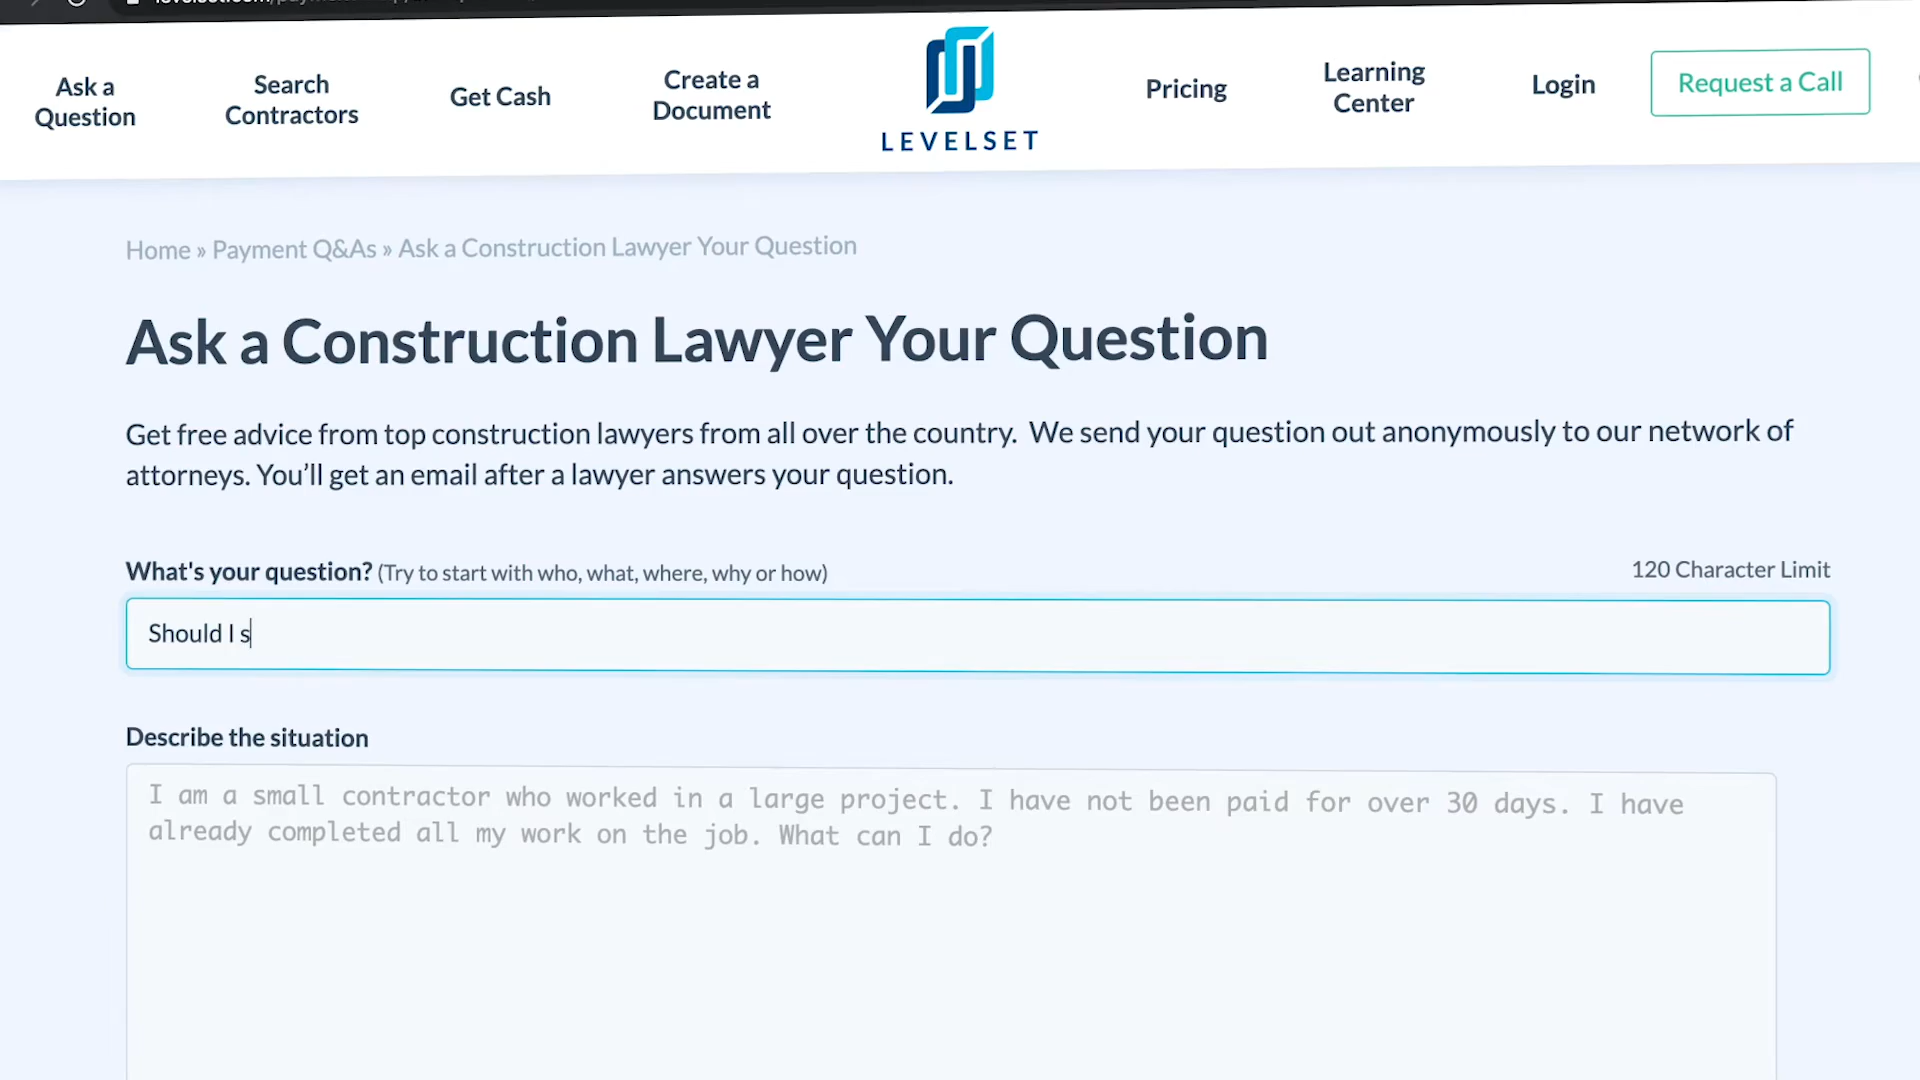 Ask a Question
Search Contractors
Get Cash
Create a Document
LEVELSET
Pricing
Learning Center
Login
Request a Call
Home » Payment Q&As » Ask a Construction Lawyer Your Question
Ask a Construction Lawyer Your Question
Get free advice from top construction lawyers from all over the country. We send your question out anonymously to our network of
attorneys. You’ll get an email after a lawyer answers your question.
What's your question? (Try to start with who, what, where, why or how)
120 Character Limit
Should I s
Describe the situation
I am a small contractor who worked in a large project. I have not been paid for over 30 days. I have
already completed all my work on the job. What can I do?